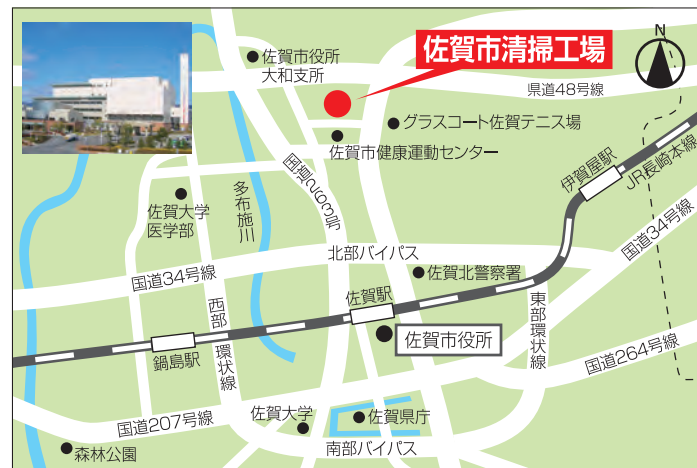 佐賀市清掃工場
N
佐賀市役所
大和支所
県道48号線
グラスコート佐賀テニス場
佐賀市健康運動センター
国道263号
伊賀屋駅
JR長崎本線
多布施川
佐賀大学
医学部
国道34号線
北部バイパス
国道34号線
佐賀北警察署
佐賀駅
西部環状線
東部環状線
佐賀市役所
鍋島駅
国道264号線
国道207号線
佐賀大学
佐賀県庁
南部バイパス
森林公園